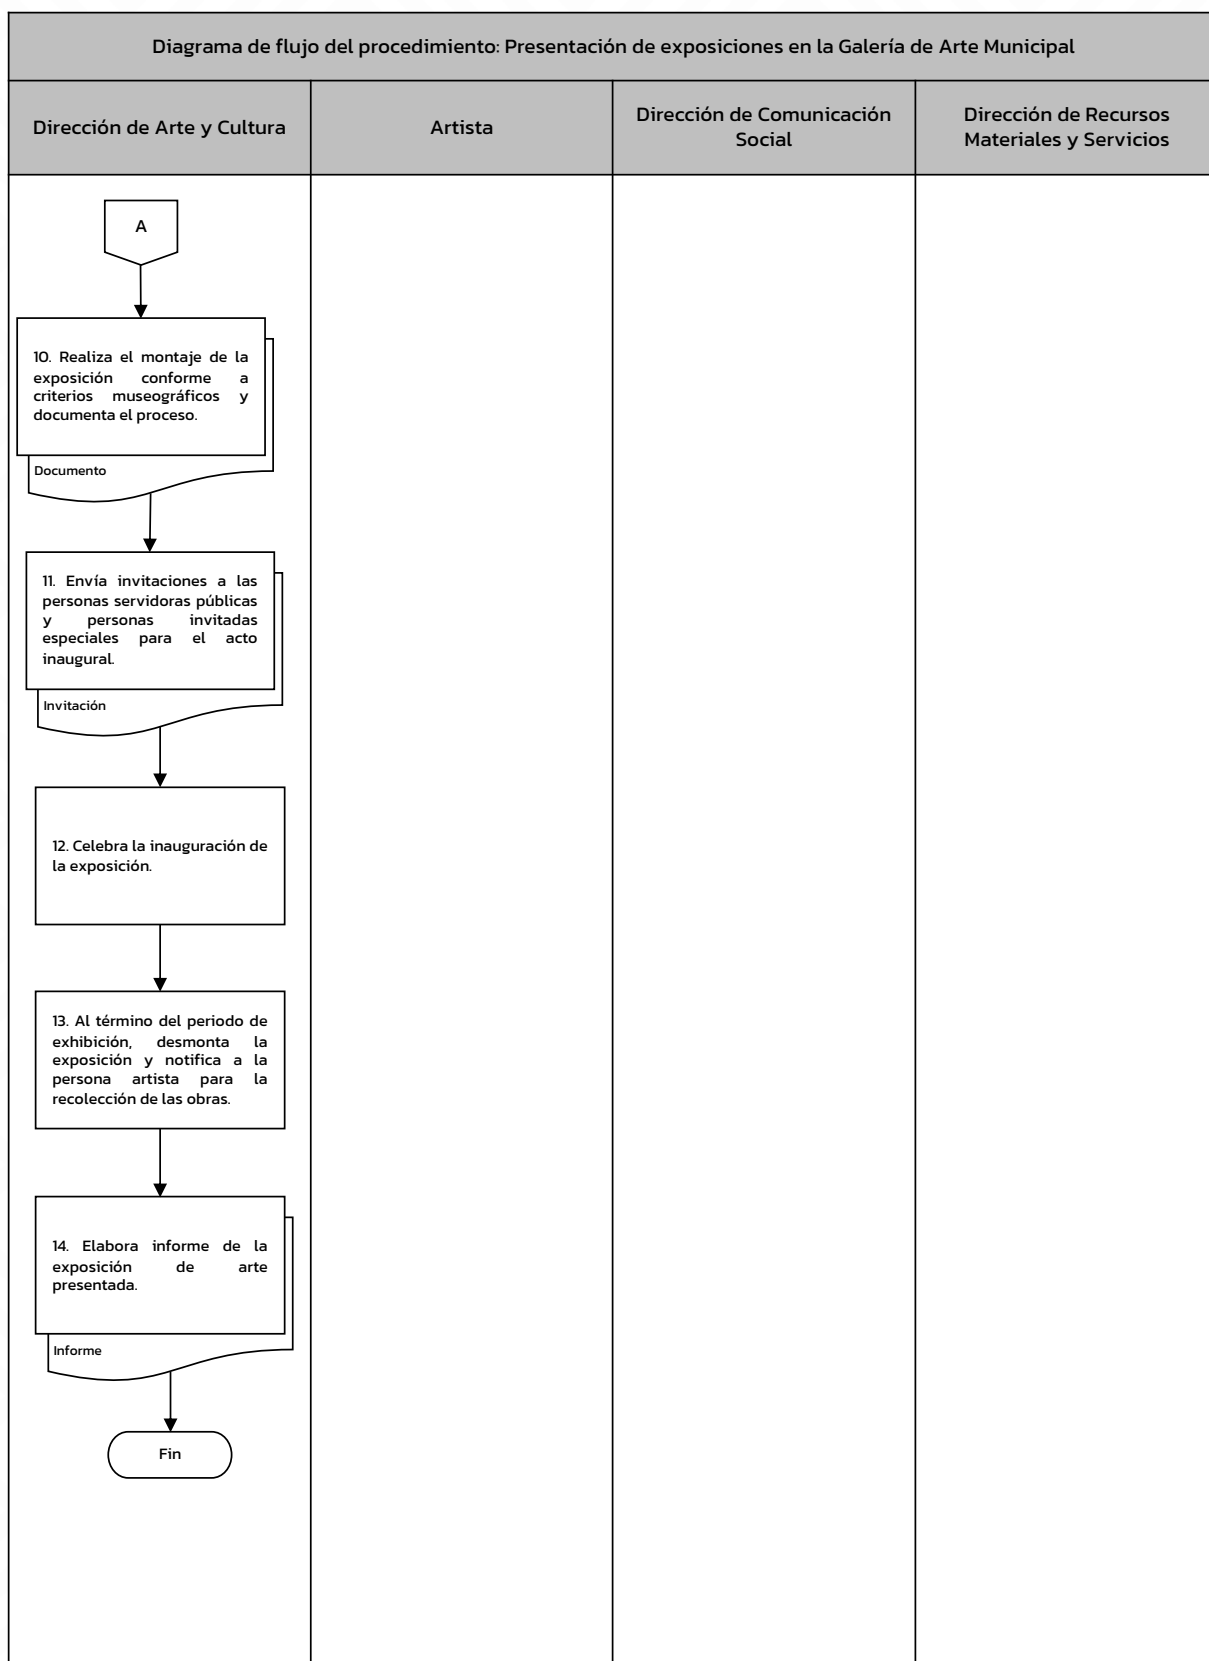 Diagrama de flujo del procedimiento: Presentación de exposiciones en la Galería de Arte Municipal
Dirección de Arte y Cultura
Artista
Dirección de Comunicación
Social
Dirección de Recursos
Materiales y Servicios
A
10. Realiza el montaje de la
exposición conforme a
criterios museográficos y
documenta el proceso.
Documento
11. Envía invitaciones a las
personas servidoras públicas
y personas invitadas
especiales para el acto
inaugural.
Invitación
12. Celebra la inauguración de
la exposición.
13. Al término del periodo de
exhibición, desmonta la
exposición y notifica a la
persona artista para la
recolección de las obras.
14. Elabora informe de la
exposición de arte
presentada.
Informe
Fin